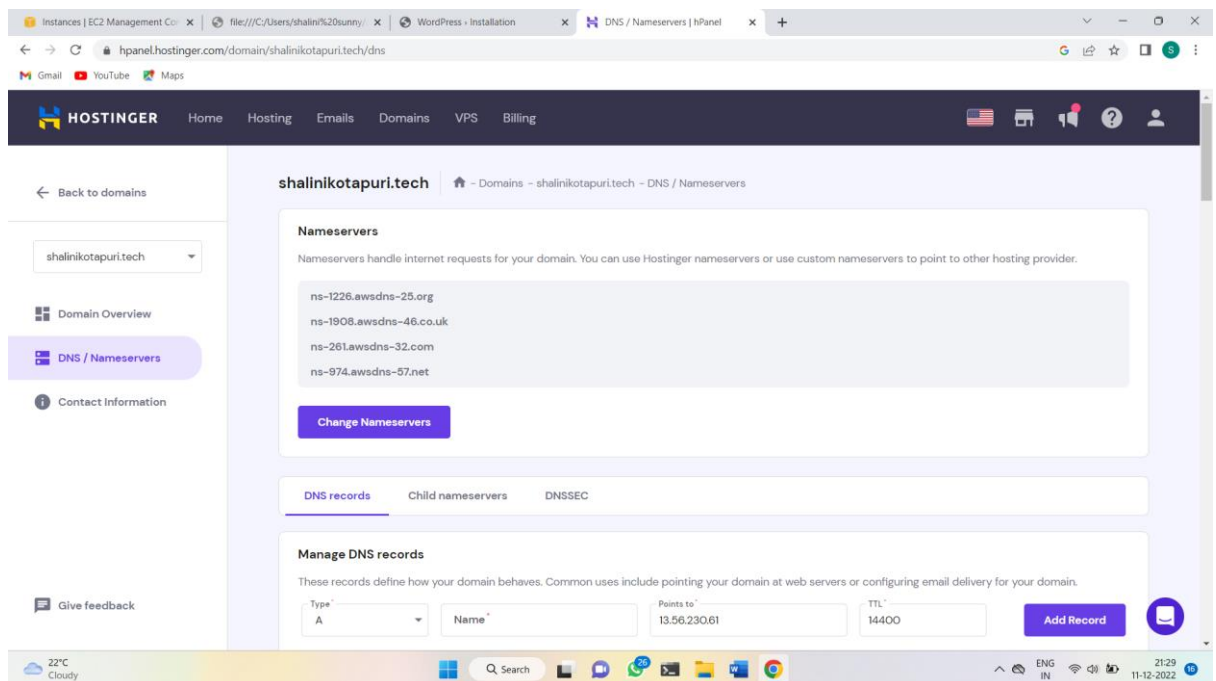 Instances | EC2 Management Co
file:///C:/Users/shalini%20sunny/
WordPress › Installation
DNS / Nameservers | hPanel
hpanel.hostinger.com/domain/shalinikotapuri.tech/dns
Gmail YouTube Maps
HOSTINGER Home Hosting Emails Domains VPS Billing
Back to domains
shalinikotapuri.tech
Domain Overview
DNS / Nameservers
Contact Information
Give feedback
shalinikotapuri.tech - Domains - shalinikotapuri.tech - DNS / Nameservers
Nameservers
Nameservers handle internet requests for your domain. You can use Hostinger nameservers or use custom nameservers to point to other hosting provider.
ns-1226.awsdns-25.org
ns-1908.awsdns-46.co.uk
ns-261.awsdns-32.com
ns-974.awsdns-57.net
Change Nameservers
DNS records Child nameservers DNSSEC
Manage DNS records
These records define how your domain behaves. Common uses include pointing your domain at web servers or configuring email delivery for your domain.
Type*
A
Name*
Points to*
13.56.230.61
TTL*
14400
Add Record
22°C
Cloudy
Search
26
ENG
IN
21:29
11-12-2022
16